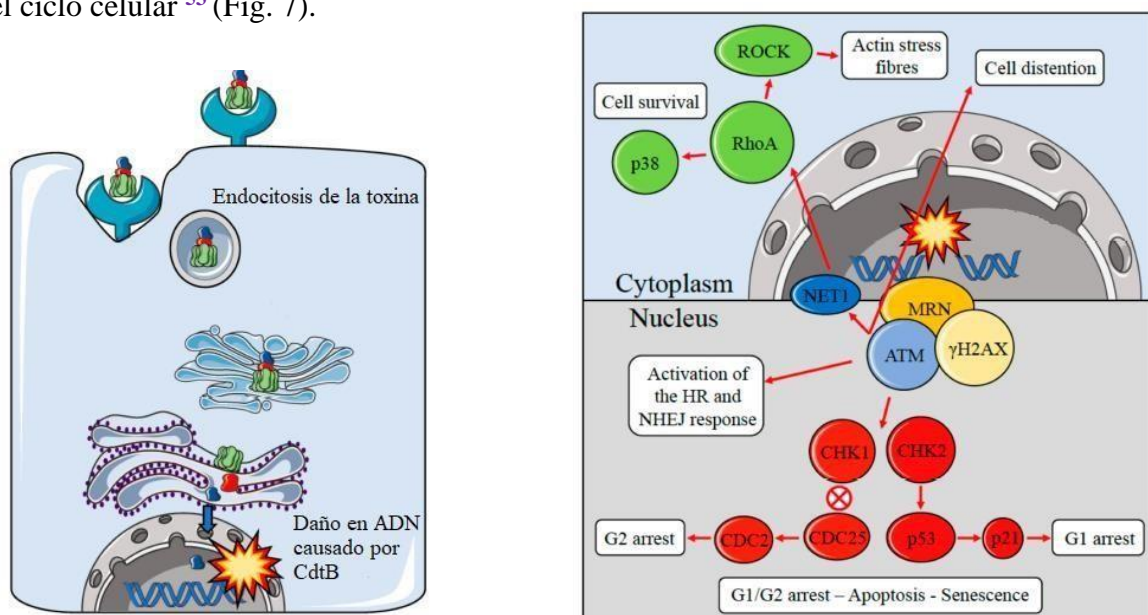 el ciclo celular 53 (Fig. 7).
Endocitosis de la toxina
Daño en ADN
causado por
CdtB
ROCK
Actin stress
fibres
Cell distention
Cell survival
RhoA
p38
Cytoplasm
NET1
MRN
Nucleus
ATM
γH2AX
Activation of
the HR and
NHEJ response
CHK1
CHK2
G2 arrest
CDC2
CDC25
p53
p21
G1 arrest
G1/G2 arrest – Apoptosis - Senescence